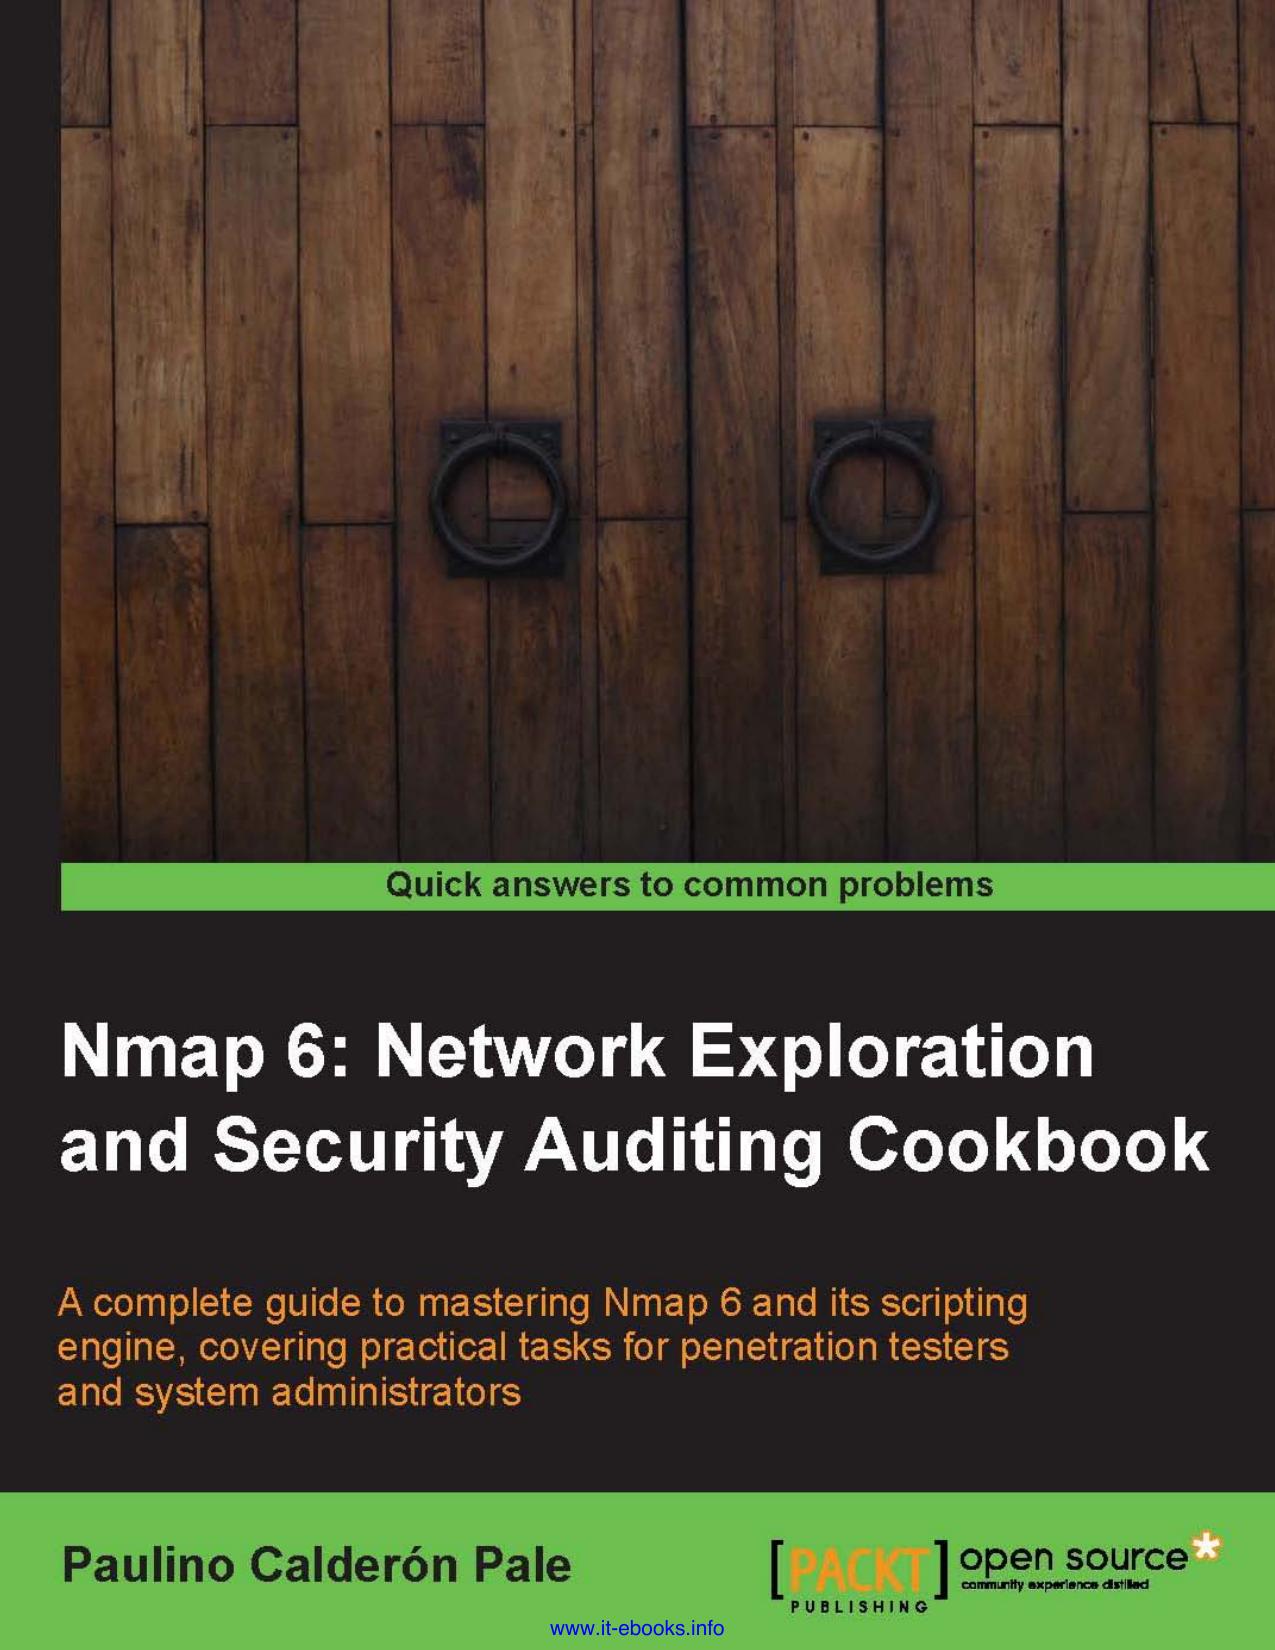 Quick answers to common problems
Nmap 6: Network Exploration
and Security Auditing Cookbook
A complete guide to mastering Nmap 6 and its scripting
engine, covering practical tasks for penetration testers
and system administrators
Paulino Calderón Pale
[PACKT]
PUBLISHING
open source*
community experience distilled
www.it-ebooks.info